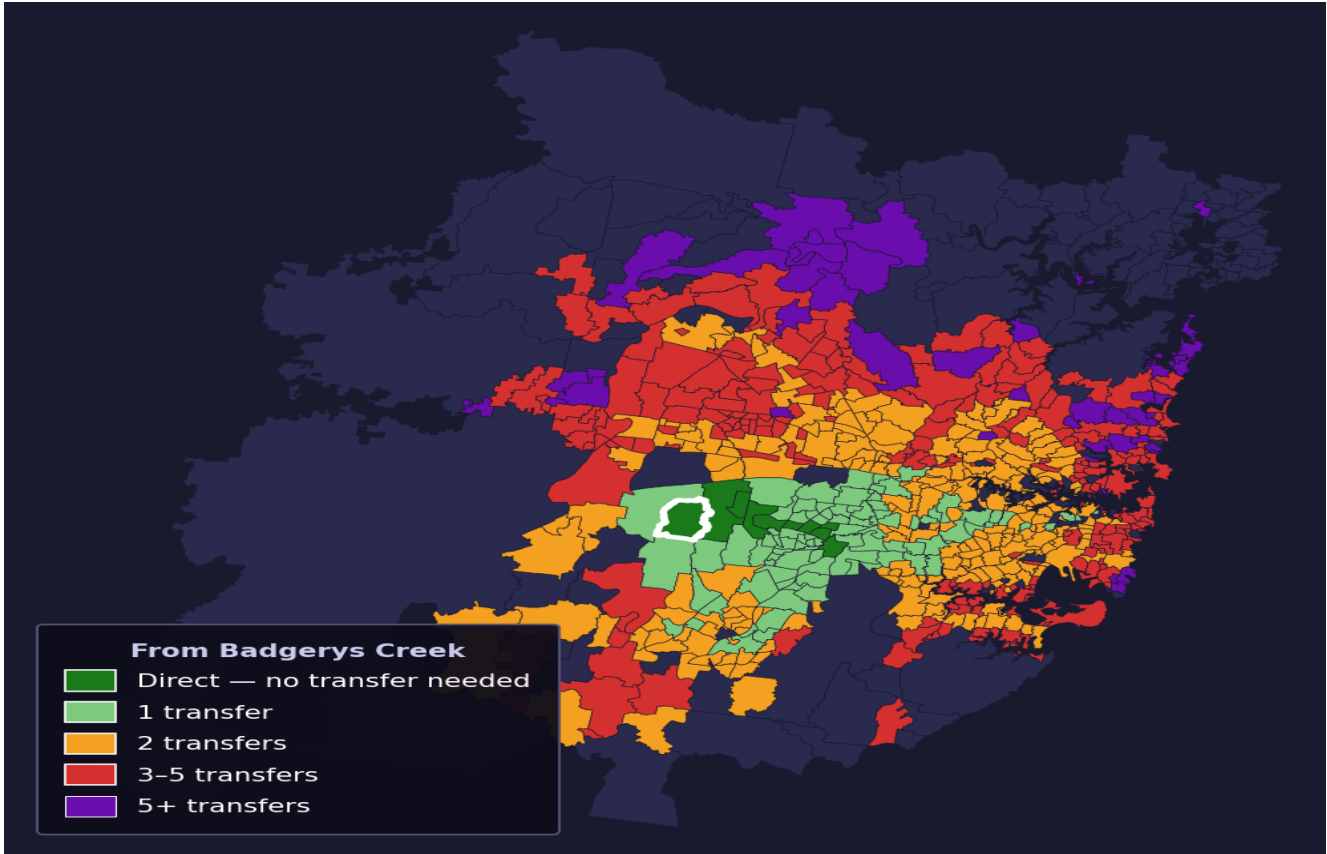 From Badgerys Creek
Direct — no transfer needed
1 transfer
2 transfers
3–5 transfers
5+ transfers